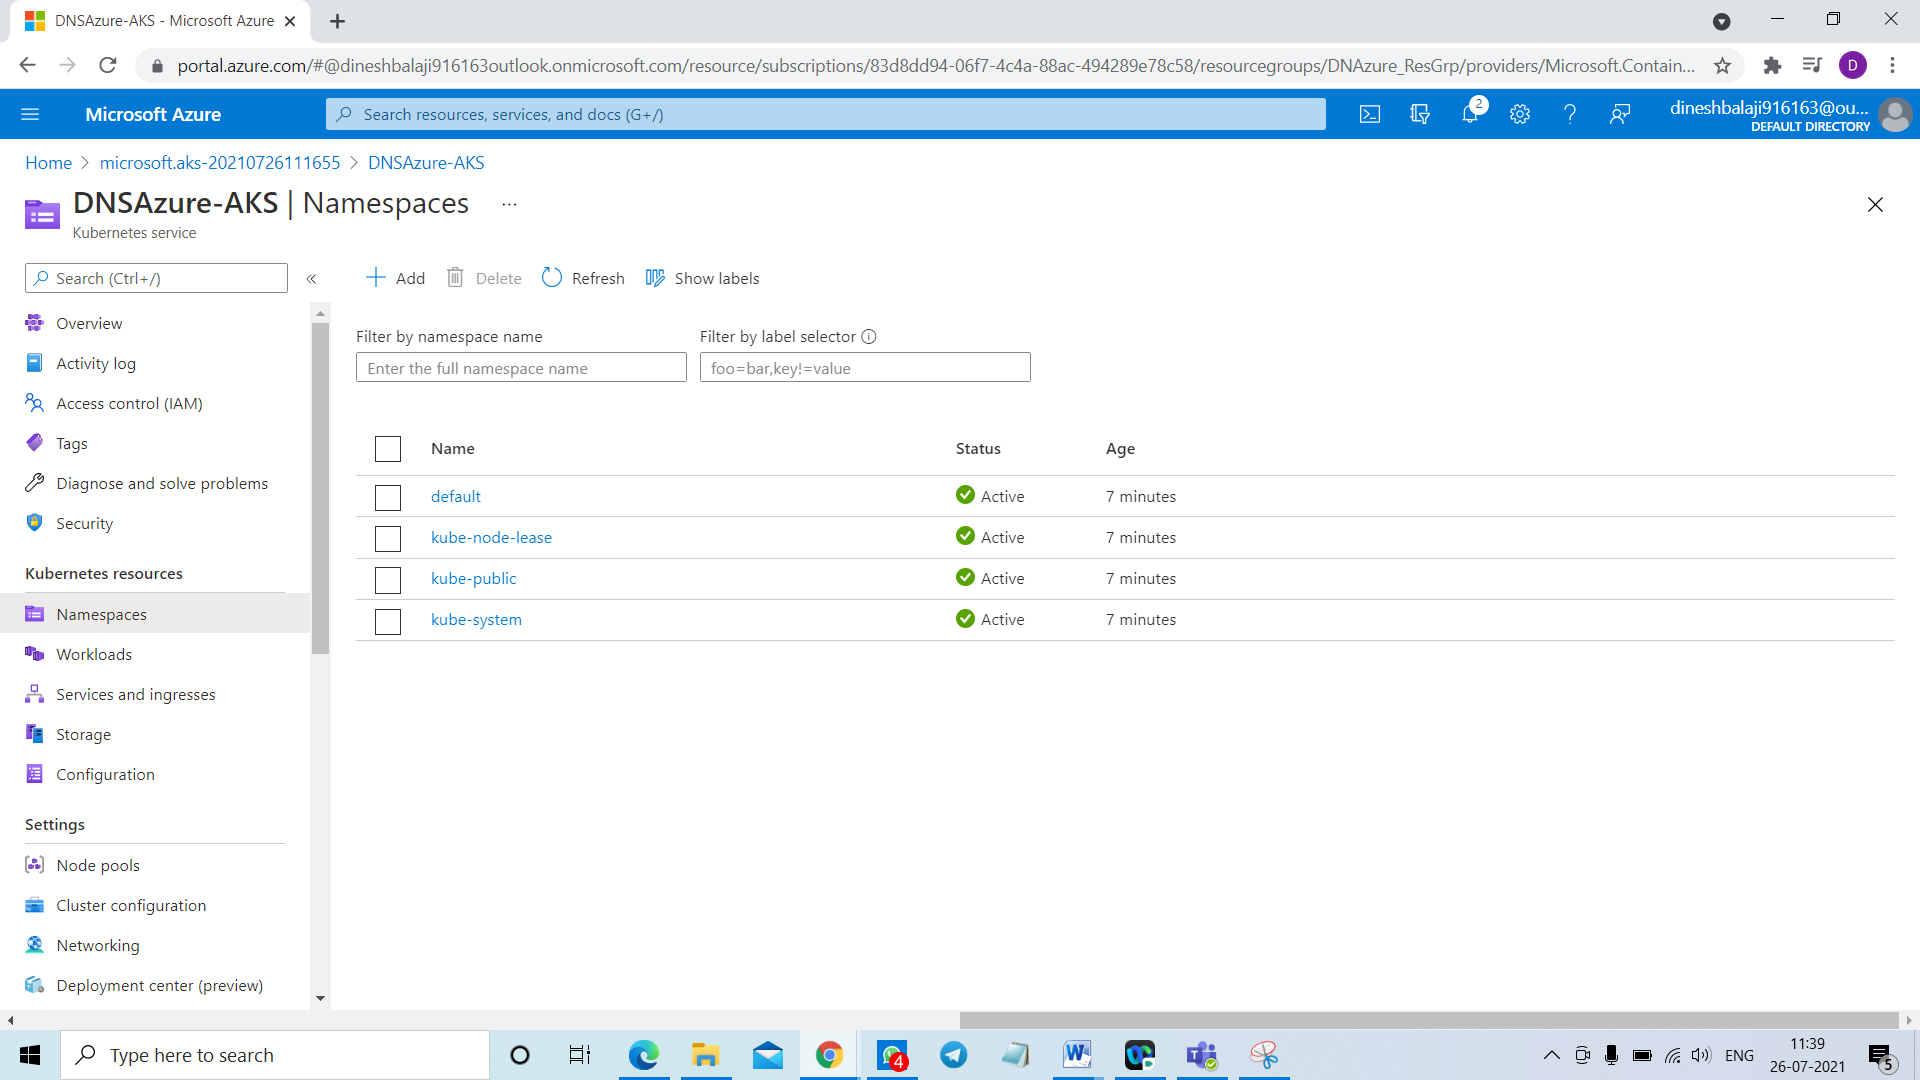 DNSAzure-AKS - Microsoft Azure
portal.azure.com/#@dineshbalaji916163outlook.onmicrosoft.com/resource/subscriptions/83d8dd94-06f7-4c4a-88ac-494289e78c58/resourcegroups/DNAzure_ResGrp/providers/Microsoft.Contain...
D
Microsoft Azure
Search resources, services, and docs (G+/)
2
dineshbalaji916163@ou...
DEFAULT DIRECTORY
Home > microsoft.aks-20210726111655 > DNSAzure-AKS
DNSAzure-AKS | Namespaces ...
Kubernetes service
Search (Ctrl+/)
«
Add
Delete
Refresh
Show labels
Overview
Activity log
Access control (IAM)
Tags
Diagnose and solve problems
Security
Kubernetes resources
Namespaces
Workloads
Services and ingresses
Storage
Configuration
Settings
Node pools
Cluster configuration
Networking
Deployment center (preview)
Filter by namespace name
Enter the full namespace name
Filter by label selector
foo=bar,key!=value
Name Status Age
default Active 7 minutes
kube-node-lease Active 7 minutes
kube-public Active 7 minutes
kube-system Active 7 minutes
Type here to search
4
ENG
11:39
26-07-2021
5